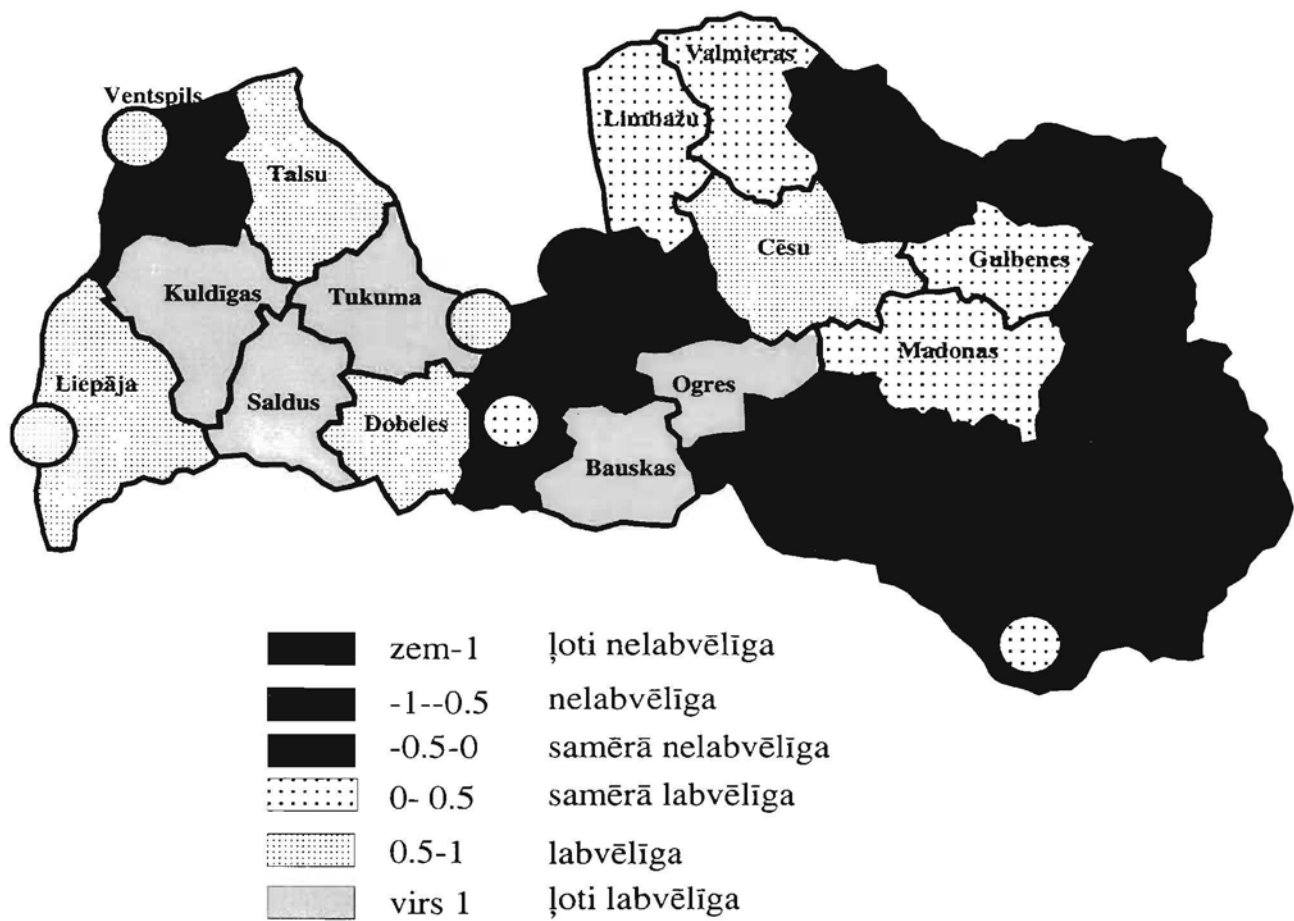 Valmieras
Ventspils
Limbažu
Talsu
Cēsu
Gulbenes
Kuldīgas
Tukuma
Madonas
Liepāja
Ogres
Saldus
Dobeles
Bauskas
zem-1 ļoti nelabvēlīga
-1--0.5 nelabvēlīga
-0.5-0 samērā nelabvēlīga
0- 0.5 samērā labvēlīga
0.5-1 labvēlīga
virs 1 ļoti labvēlīga